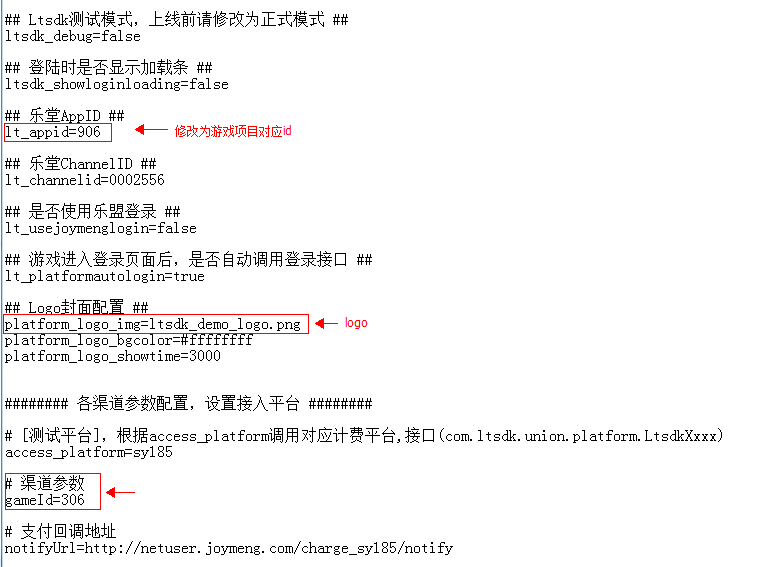 ## Ltsdk测试模式，上线前请修改为正式模式 ##
ltsdk_debug=false
## 登陆时是否显示加载条 ##
ltsdk_showloginloading=false
## 乐堂AppID ##
lt_appid=906 修改为游戏项目对应id
## 乐堂ChannelID ##
lt_channelid=0002556
## 是否使用乐盟登录 ##
lt_usejoymenglogin=false
## 游戏进入登录页面后，是否自动调用登录接口 ##
lt_platformautologin=true
## Logo封面配置 ##
platform_logo_img=ltsdk_demo_logo.png logo
platform_logo_bgcolor=#ffffffff
platform_logo_showtime=3000
######## 各渠道参数配置，设置接入平台 ########
# [测试平台]，根据access_platform调用对应计费平台,接口(com.ltsdk.union.platform.LtsdkXxxx)
access_platform=sy185
# 渠道参数
gameId=306
# 支付回调地址
notifyUrl=http://netuser.joymeng.com/charge_sy185/notify